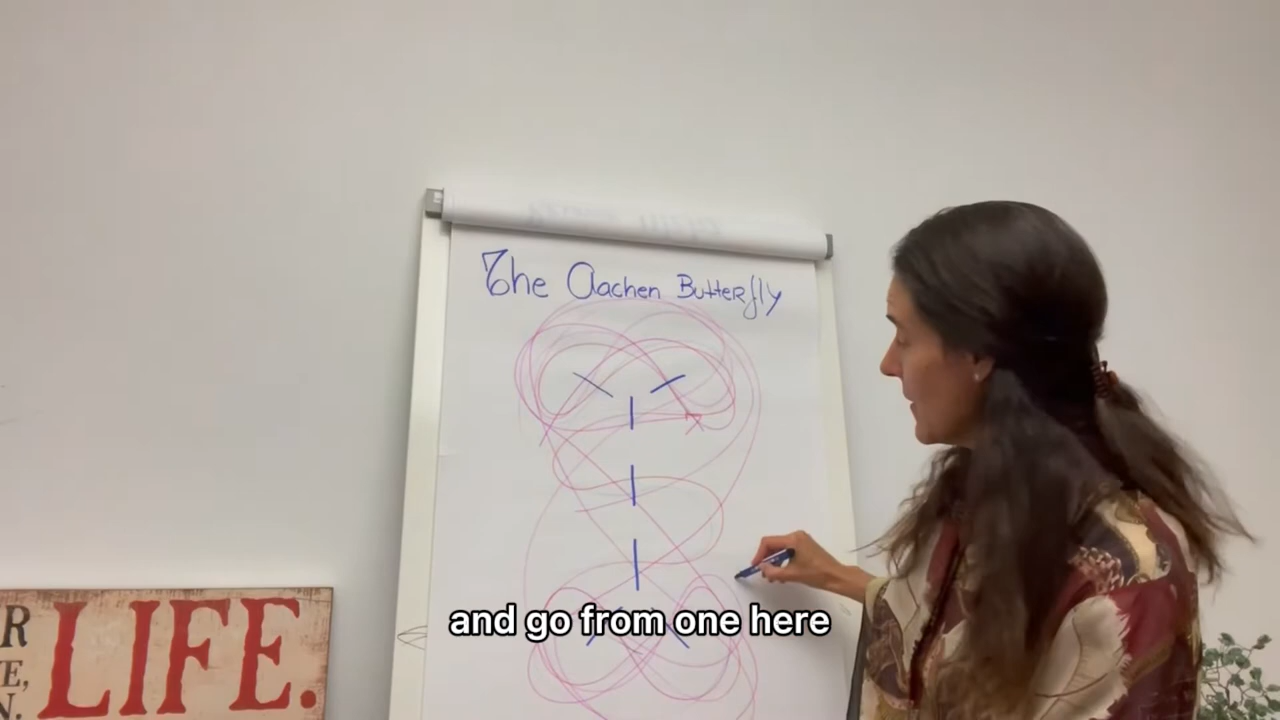 The Aachen Butterfly
and go from one here
R LIFE.
E,
N.